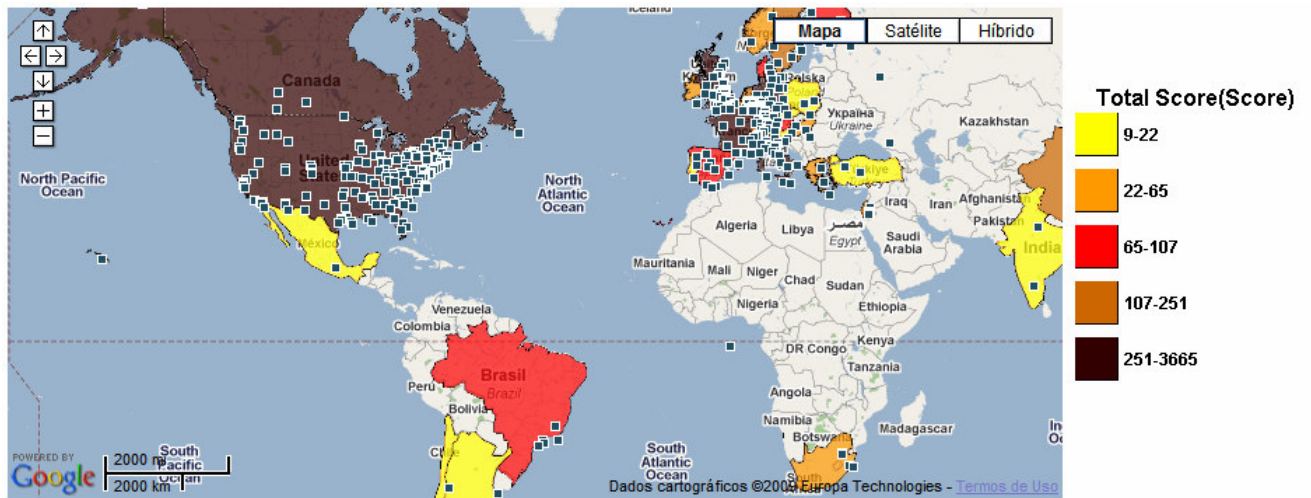 Iceland
Mapa
Satélite
Híbrido
Total Score(Score)
Canada
Polska
9-22
Україна
Ukraine
Kazakhstan
22-65
North Pacific
Ocean
United
States
North
Atlantic
Ocean
Türkiye
Iraq
Iran
Afghanistan
Pakistan
India
65-107
México
Algeria
Libya
مصر
Egypt
Saudi
Arabia
Mauritania
Mali
Niger
Chad
Sudan
Nigeria
Ethiopia
107-251
Venezuela
Colombia
DR Congo
Kenya
Tanzania
251-3665
Perú
Brasil
Brazil
Bolivia
Angola
Namibia
Botswana
Madagascar
South
Pacific
Ocean
South
Atlantic
Ocean
South
POWERED BY
Google
2000 mi
2000 km
Dados cartográficos ©2009 Europa Technologies - Termos de Uso